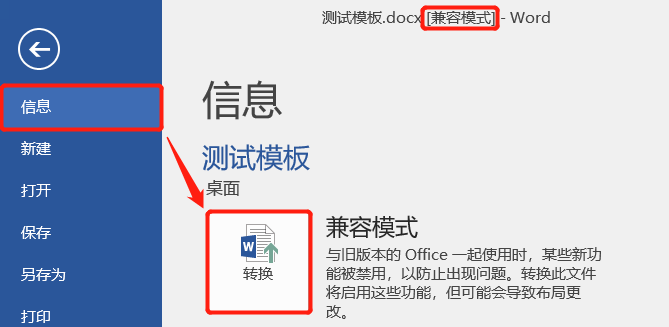 测试模板.docx [兼容模式] - Word
信息
新建
打开
保存
另存为
打印
信息
测试模板
桌面
W
转换
兼容模式
与旧版本的 Office 一起使用时，某些新功
能被禁用，以防止出现问题。转换此文件
将启用这些功能，但可能会导致布局更
改。